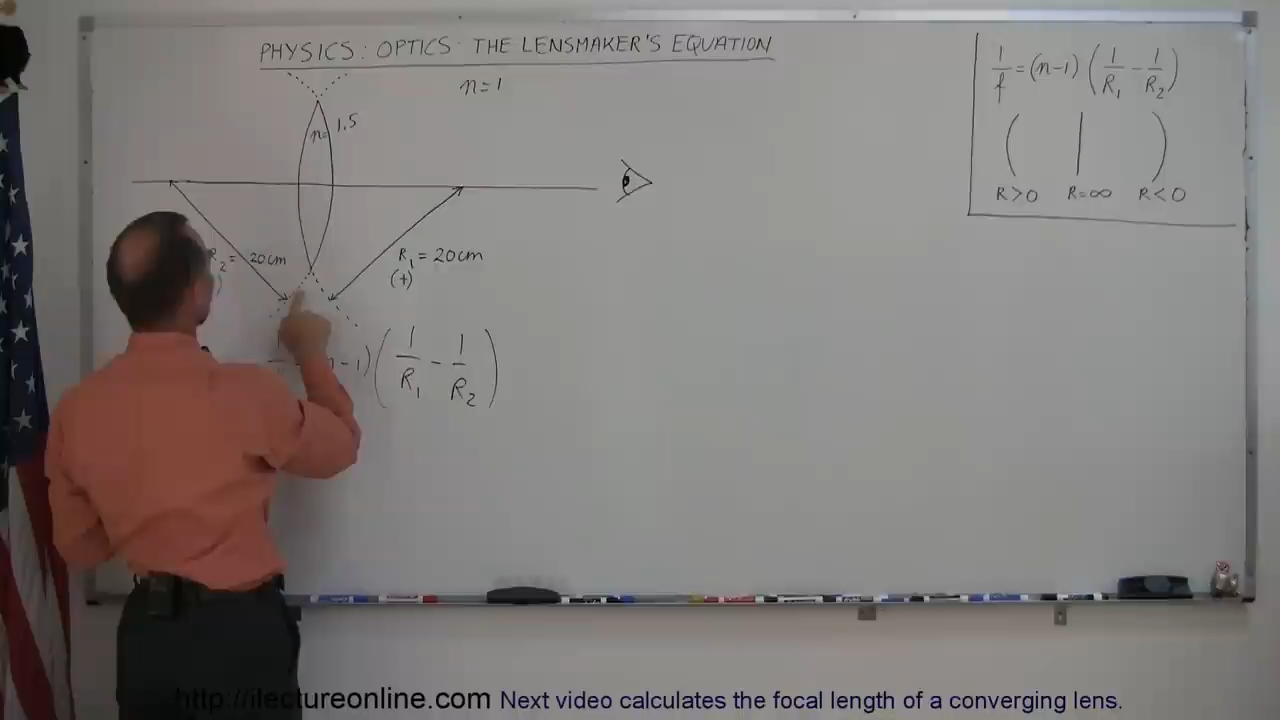 PHYSICS: OPTICS: THE LENSMAKER'S EQUATION
n=1
n= 1.5
R₂ = 20cm
R₁ = 20cm
(+)
n-1) (1/R₁ - 1/R₂)
1/f = (n-1) (1/R₁ - 1/R₂)
( | )
R>0 R=∞ R<0
http://ilectureonline.com Next video calculates the focal length of a converging lens.